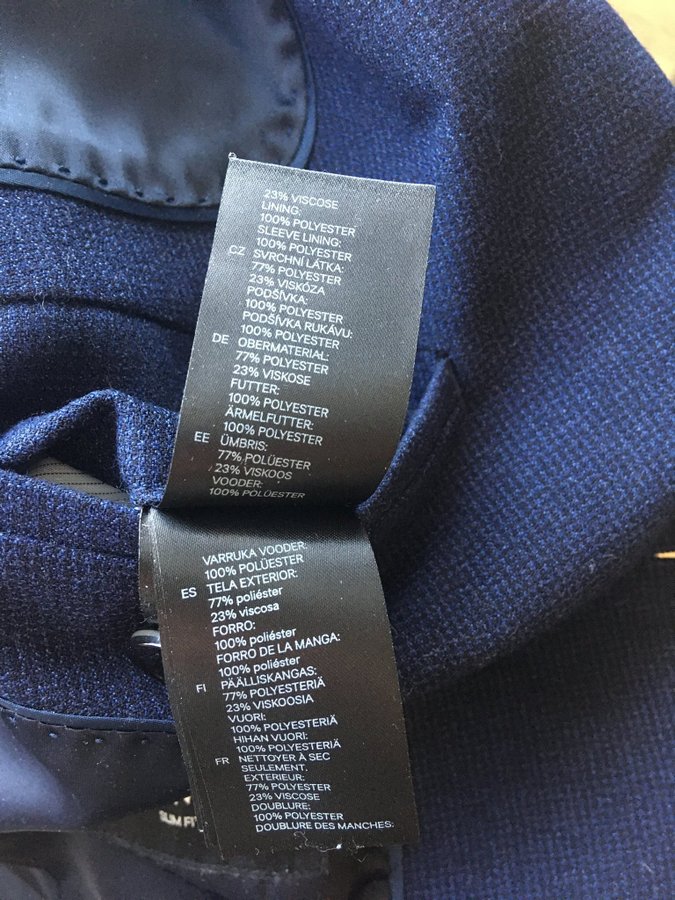 23% VISCOSE
LINING:
100% POLYESTER
SLEEVE LINING:
100% POLYESTER
CZ SVRCHNÍ LÁTKA:
77% POLYESTER
23% VISKÓZA
PODŠÍVKA:
100% POLYESTER
PODŠÍVKA RUKÁVU:
100% POLYESTER
DE OBERMATERIAL:
77% POLYESTER
23% VISKOSE
FUTTER:
100% POLYESTER
ÄRMELFUTTER:
100% POLYESTER
EE ÜMBRIS:
77% POLÜESTER
23% VISKOOS
VOODER:
100% POLÜESTER
VARRUKA VOODER:
100% POLÜESTER
ES TELA EXTERIOR:
77% poliéster
23% viscosa
FORRO:
100% poliéster
FORRO DE LA MANGA:
100% poliéster
FI PÄÄLLISKANGAS:
77% POLYESTERIÄ
23% VISKOOSIA
VUORI:
100% POLYESTERIÄ
HIHAN VUORI:
100% POLYESTERIÄ
FR NETTOYER À SEC
SEULEMENT.
EXTERIEUR:
77% POLYESTER
23% VISCOSE
DOUBLURE:
100% POLYESTER
DOUBLURE DES MANCHES:
SLIM FIT